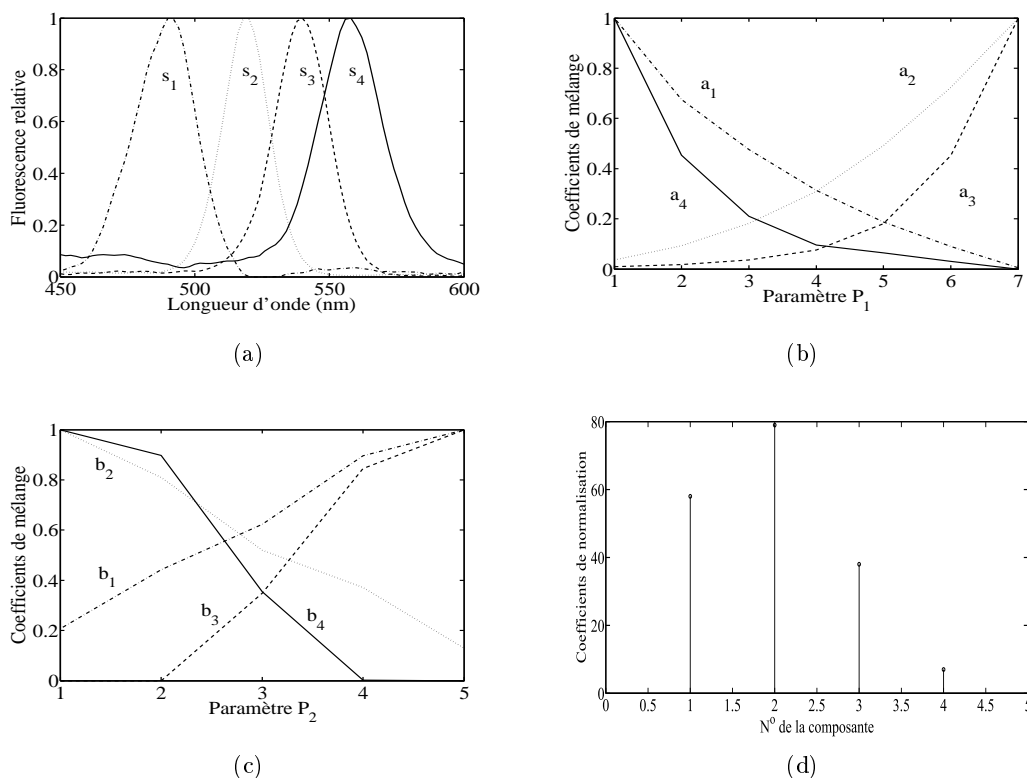 1
0.8
0.6
0.4
0.2
0
Fluorescence relative
s1
s2
s3
s4
450
500
550
600
Longueur d'onde (nm)
(a)
1
0.8
0.6
0.4
0.2
0
Coefficients de mélange
a1
a2
a3
a4
1 2 3 4 5 6 7
Paramètre P1
(b)
1
0.8
0.6
0.4
0.2
0
Coefficients de mélange
b2
b1
b3
b4
1 2 3 4 5
Paramètre P2
(c)
80
60
40
20
0
Coefficients de normalisation
0 0.5 1 1.5 2 2.5 3 3.5 4 4.5 5
No de la composante
(d)